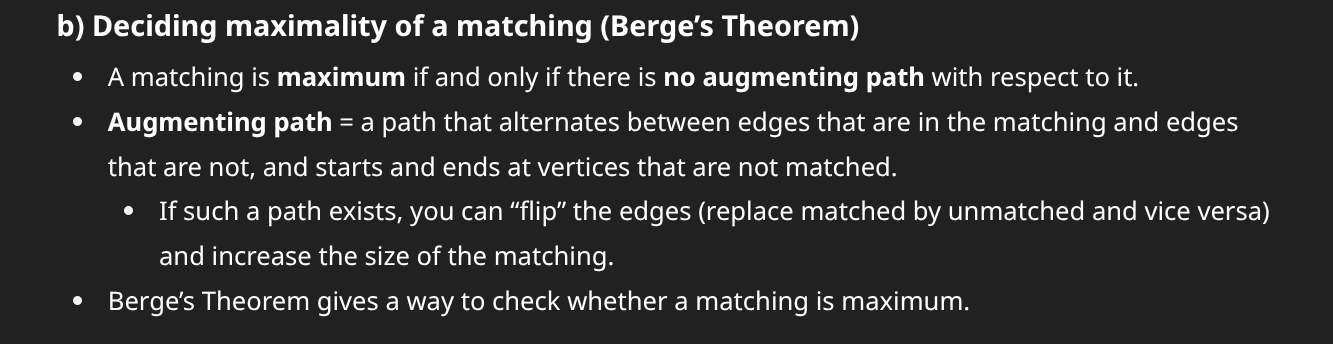 b) Deciding maximality of a matching (Berge’s Theorem)
• A matching is maximum if and only if there is no augmenting path with respect to it.
• Augmenting path = a path that alternates between edges that are in the matching and edges
that are not, and starts and ends at vertices that are not matched.
• If such a path exists, you can “flip” the edges (replace matched by unmatched and vice versa)
and increase the size of the matching.
• Berge’s Theorem gives a way to check whether a matching is maximum.